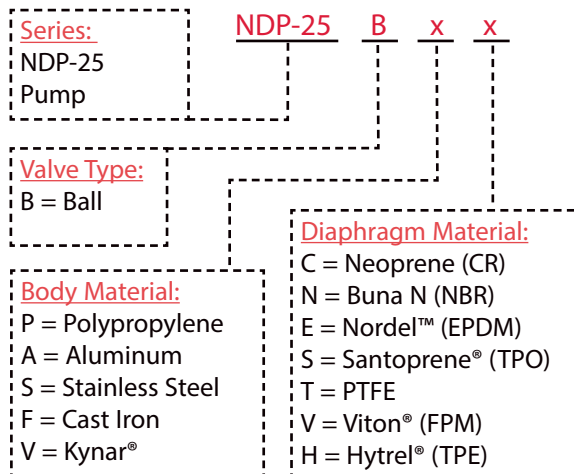 NDP-25 B x x
Series:
NDP-25
Pump
Valve Type:
B = Ball
Body Material:
P = Polypropylene
A = Aluminum
S = Stainless Steel
F = Cast Iron
V = Kynar®
Diaphragm Material:
C = Neoprene (CR)
N = Buna N (NBR)
E = Nordel™ (EPDM)
S = Santoprene® (TPO)
T = PTFE
V = Viton® (FPM)
H = Hytrel® (TPE)